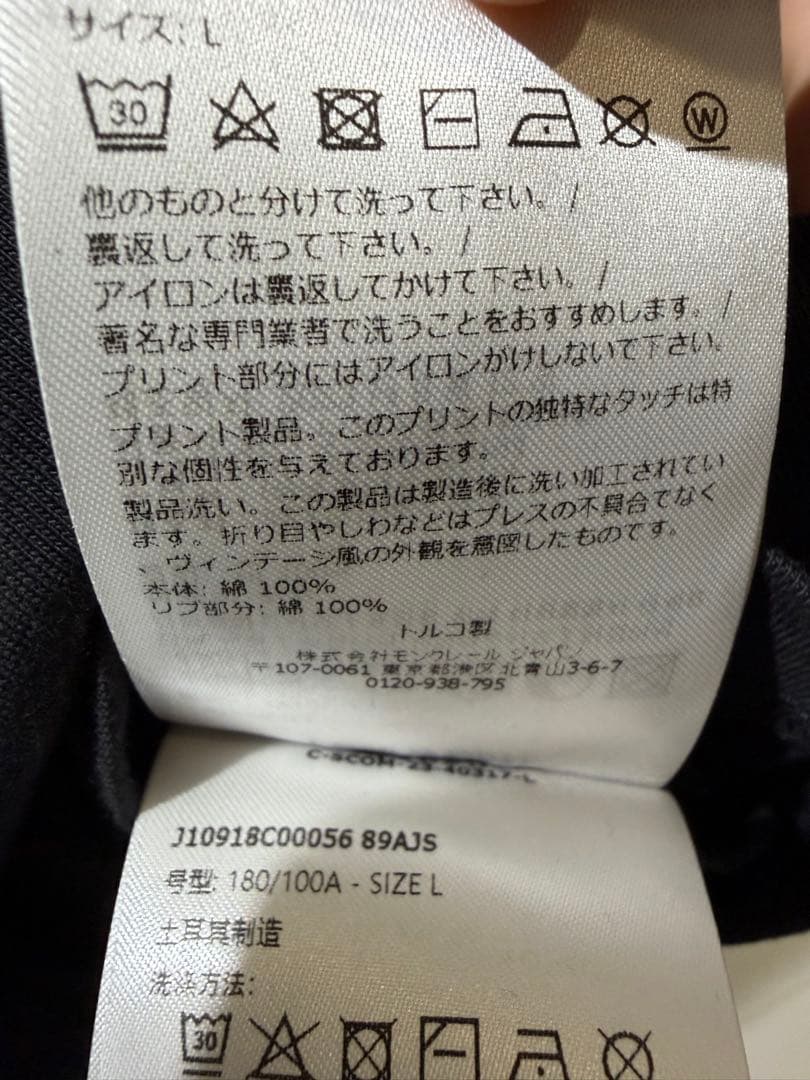 サイズ: L
30
W
他のものと分けて洗って下さい。/
裏返して洗って下さい。/
アイロンは裏返してかけて下さい。/
著名な専門業者で洗うことをおすすめします。/
プリント部分にはアイロンがけしないで下さい。
プリント製品。このプリントの独特なタッチは特
別な個性を与えております。
製品洗い。この製品は製造後に洗い加工されてい
ます。折り目やしわなどはプレスの不具合でなく
、ヴィンテージ風の外観を意図したものです。
本体: 綿 100%
リブ部分: 綿 100%
トルコ製
株式会社モンクレール ジャパン
〒107-0061 東京都港区北青山3-6-7
0120-938-795
J10918C00056 89AJS
号型: 180/100A - SIZE L
土耳其制造
洗涤方法:
30